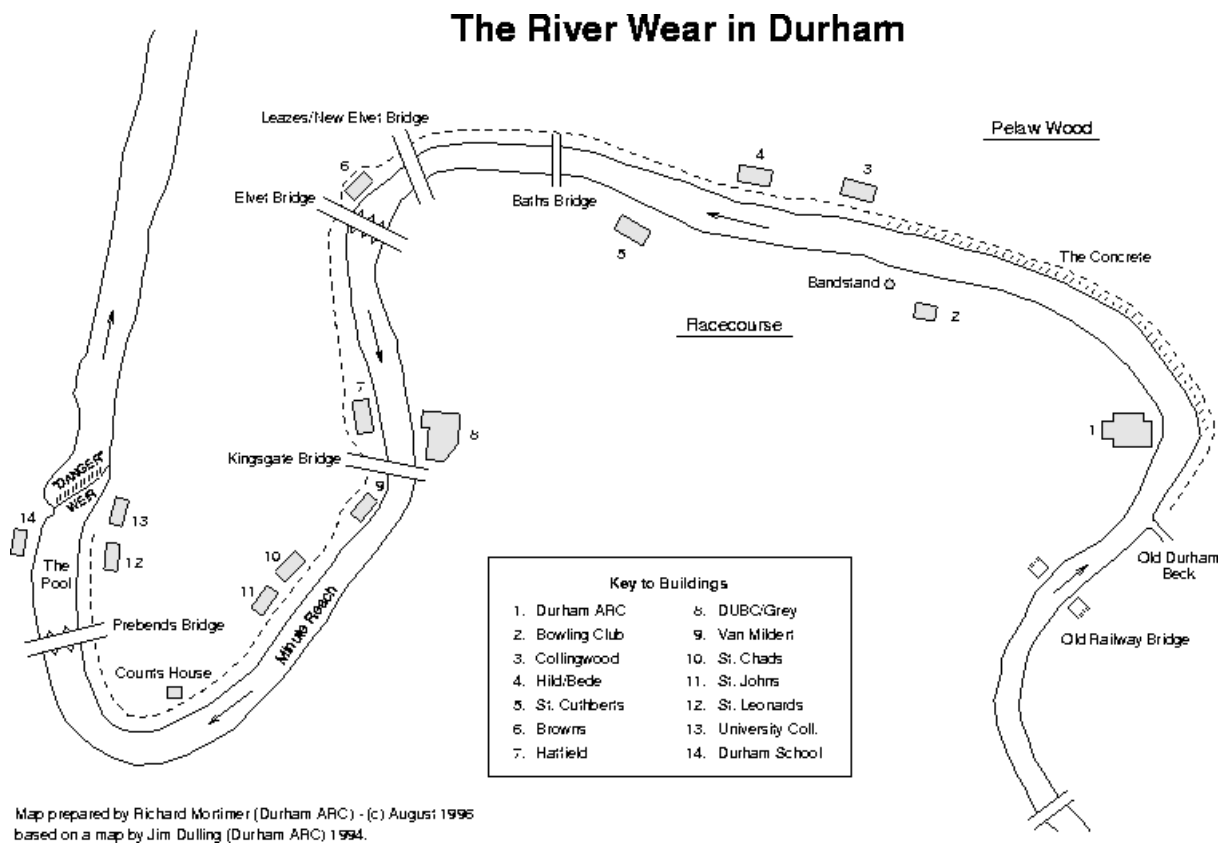 The River Wear in Durham
Leazes/New Elvet Bridge
Pelaw Wood
6
4
3
Elvet Bridge
Baths Bridge
5
The Concrete
Bandstand
2
Racecourse
7
8
1
Kingsgate Bridge
"DANGER"
WEIR
9
14
13
10
12
The
Pool
11
Old Durham
Beck
Minute Reach
Prebends Bridge
Old Railway Bridge
Counts House
Key to Buildings
1. Durham ARC
2. Bowling Club
3. Collingwood
4. Hild/Bede
5. St. Cuthberts
6. Browns
7. Hatfield
8. DUBC/Grey
9. Van Mildert
10. St. Chads
11. St. Johns
12. St. Leonards
13. University Coll.
14. Durham School
Map prepared by Richard Mortimer (Durham ARC) - (c) August 1996
based on a map by Jim Dulling (Durham ARC) 1994.